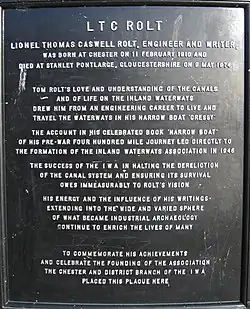 LTC ROLT
LIONEL THOMAS CASWELL ROLT, ENGINEER AND WRITER,
WAS BORN AT CHESTER ON 11 FEBRUARY 1910 AND
DIED AT STANLEY PONTLARGE, GLOUCESTERSHIRE ON 9 MAY 1974
TOM ROLT'S LOVE AND UNDERSTANDING OF THE CANALS
AND OF LIFE ON THE INLAND WATERWAYS
DREW HIM FROM AN ENGINEERING CAREER TO LIVE AND
TRAVEL THE WATERWAYS IN HIS NARROW BOAT 'CRESSY'
THE ACCOUNT IN HIS CELEBRATED BOOK 'NARROW BOAT'
OF HIS PRE-WAR FOUR HUNDRED MILE JOURNEY LED DIRECTLY TO
THE FORMATION OF THE INLAND WATERWAYS ASSOCIATION IN 1946
THE SUCCESS OF THE I W A IN HALTING THE DERELICTION
OF THE CANAL SYSTEM AND ENSURING ITS SURVIVAL
OWES IMMEASURABLY TO ROLT'S VISION
HIS ENERGY AND THE INFLUENCE OF HIS WRITINGS-
EXTENDING INTO THE WIDE AND VARIED SPHERE
OF WHAT BECAME INDUSTRIAL ARCHAEOLOGY
CONTINUE TO ENRICH THE LIVES OF MANY
TO COMMEMORATE HIS ACHIEVEMENTS
AND CELEBRATE THE FOUNDING OF THE ASSOCIATION
THE CHESTER AND DISTRICT BRANCH OF THE I W A
PLACED THIS PLAQUE HERE